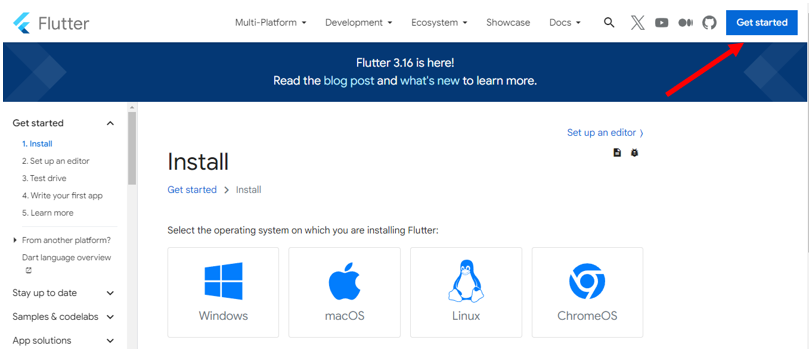 Flutter
Multi-Platform
Development
Ecosystem
Showcase
Docs
Get started
Flutter 3.16 is here!
Read the blog post and what's new to learn more.
Get started
1. Install
2. Set up an editor
3. Test drive
4. Write your first app
5. Learn more
From another platform?
Dart language overview
Stay up to date
Samples & codelabs
App solutions
Set up an editor
Install
Get started > Install
Select the operating system on which you are installing Flutter:
Windows
macOS
Linux
ChromeOS